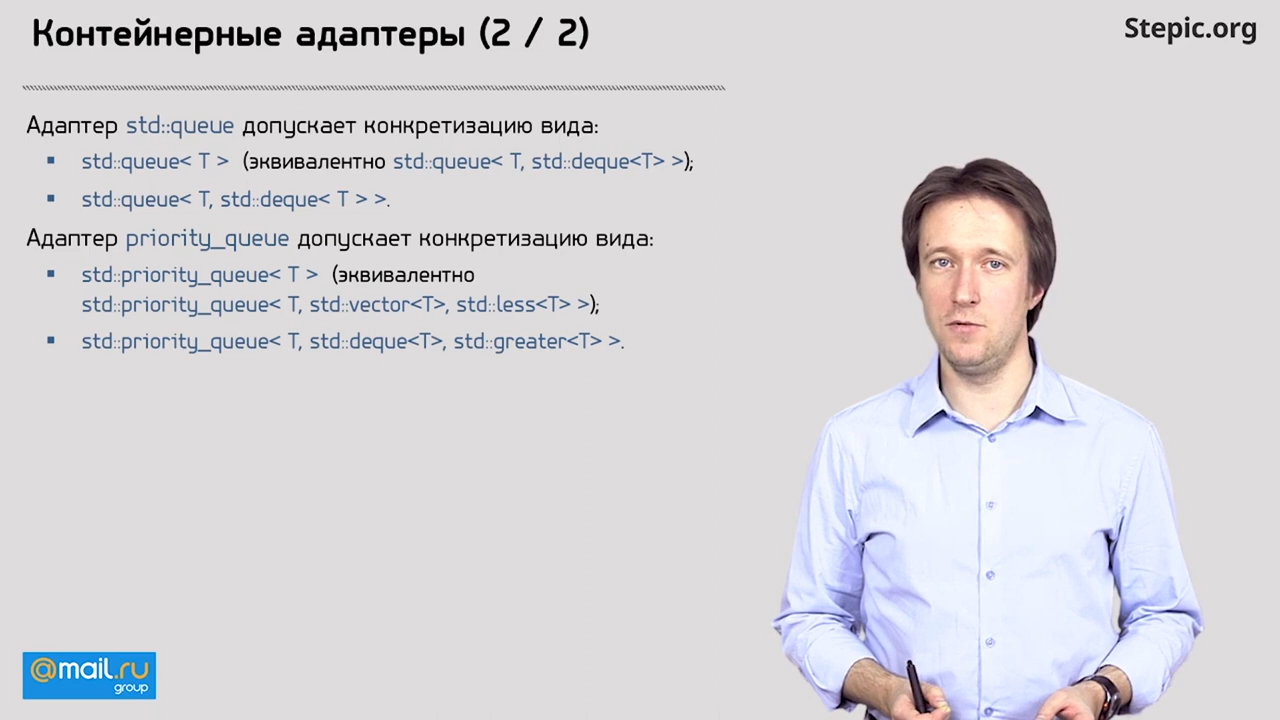 Контейнерные адаптеры (2 / 2)
Stepic.org
Адаптер std::queue допускает конкретизацию вида:
▪ std::queue< T > (эквивалентно std::queue< T, std::deque<T> >);
▪ std::queue< T, std::deque< T > >.
Адаптер priority_queue допускает конкретизацию вида:
▪ std::priority_queue< T > (эквивалентно
std::priority_queue< T, std::vector<T>, std::less<T> >);
▪ std::priority_queue< T, std::deque<T>, std::greater<T> >.
@mail.ru
group